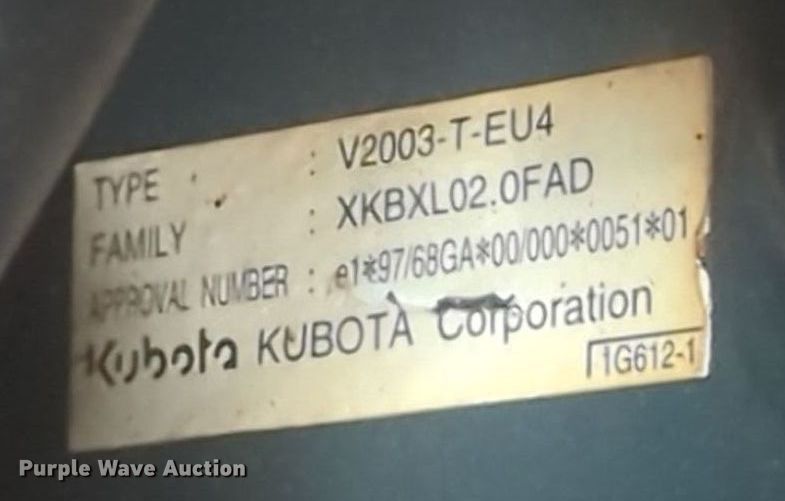 TYPE : V2003-T-EU4
FAMILY : XKBXL02.0FAD
APPROVAL NUMBER : e1*97/68GA*00/000*0051*01
Kubota KUBOTA Corporation
1G612-1
Purple Wave Auction